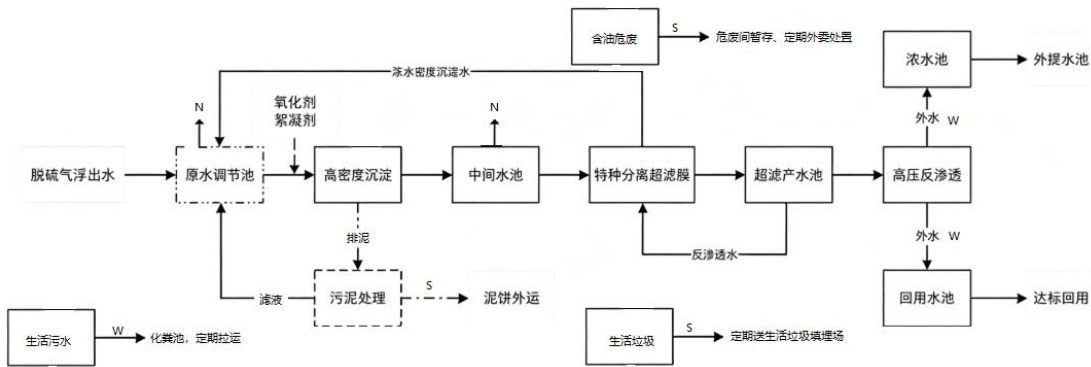 含油危废
S
危废间暂存、定期外委处置
浓水池
外提水池
浓水密度沉淀水
N
氧化剂
絮凝剂
N
外水 W
脱硫气浮出水
原水调节池
高密度沉淀
中间水池
特种分离超滤膜
超滤产水池
高压反渗透
排泥
反渗透水
外水 W
滤液
污泥处理
S
泥饼外运
回用水池
达标回用
生活污水
W
化粪池，定期拉运
生活垃圾
S
定期送生活垃圾填埋场